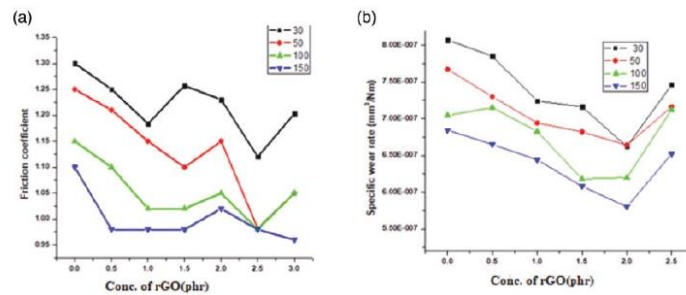 (a)
1.35
1.30
1.25
1.20
1.15
1.10
1.05
1.00
0.95
Friction coefficient
30
50
100
150
0.0 0.5 1.0 1.5 2.0 2.5 3.0
Conc. of rGO(phr)
(b)
8.00E-007
7.50E-007
7.00E-007
6.50E-007
6.00E-007
5.00E-007
Specific wear rate (mm³/Nm)
30
50
100
150
0.0 0.5 1.0 1.5 2.0 2.5
Conc. of rGO(phr)